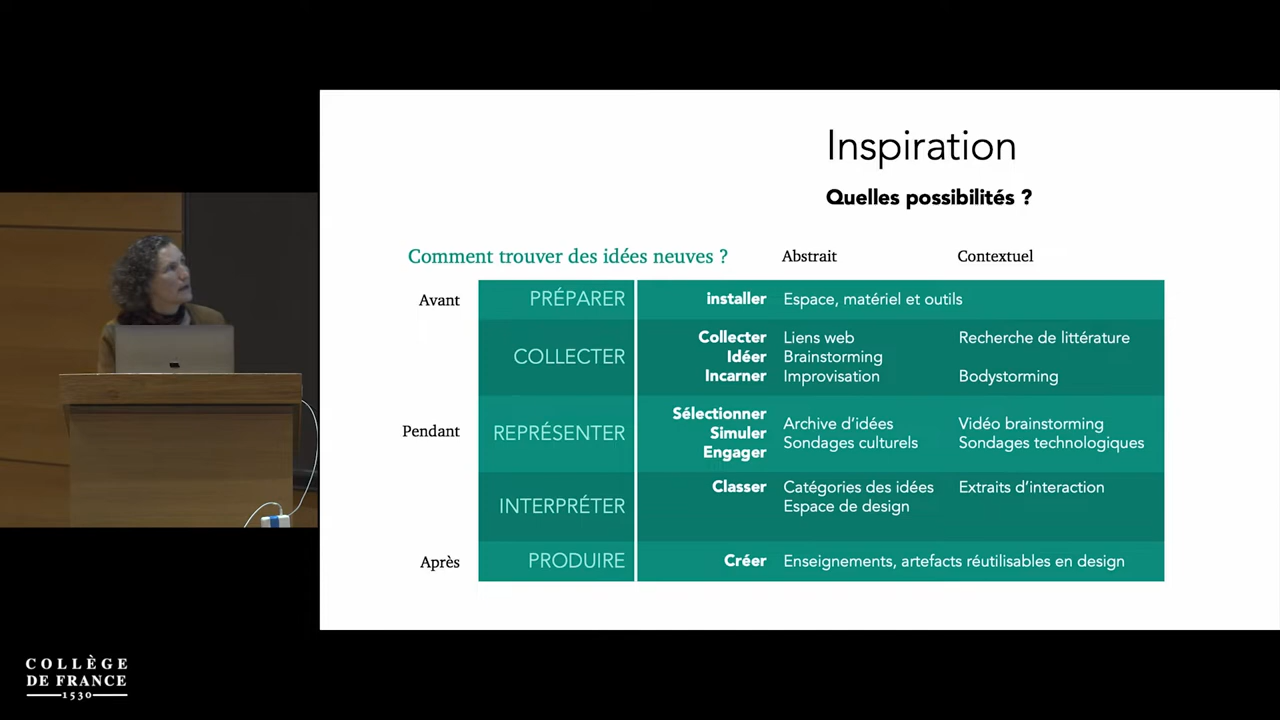 Inspiration
Quelles possibilités ?
Comment trouver des idées neuves ? Abstrait Contextuel
Avant PRÉPARER installer Espace, matériel et outils
Collecter Liens web Recherche de littérature
COLLECTER Idéer Brainstorming
Incarner Improvisation Bodystorming
Sélectionner
Archive d’idées Vidéo brainstorming
Pendant REPRÉSENTER Simuler
Sondages culturels Sondages technologiques
Engager
Classer Catégories des idées Extraits d’interaction
INTERPRÉTER Espace de design
Après PRODUIRE Créer Enseignements, artefacts réutilisables en design
COLLÈGE
DE FRANCE
1530